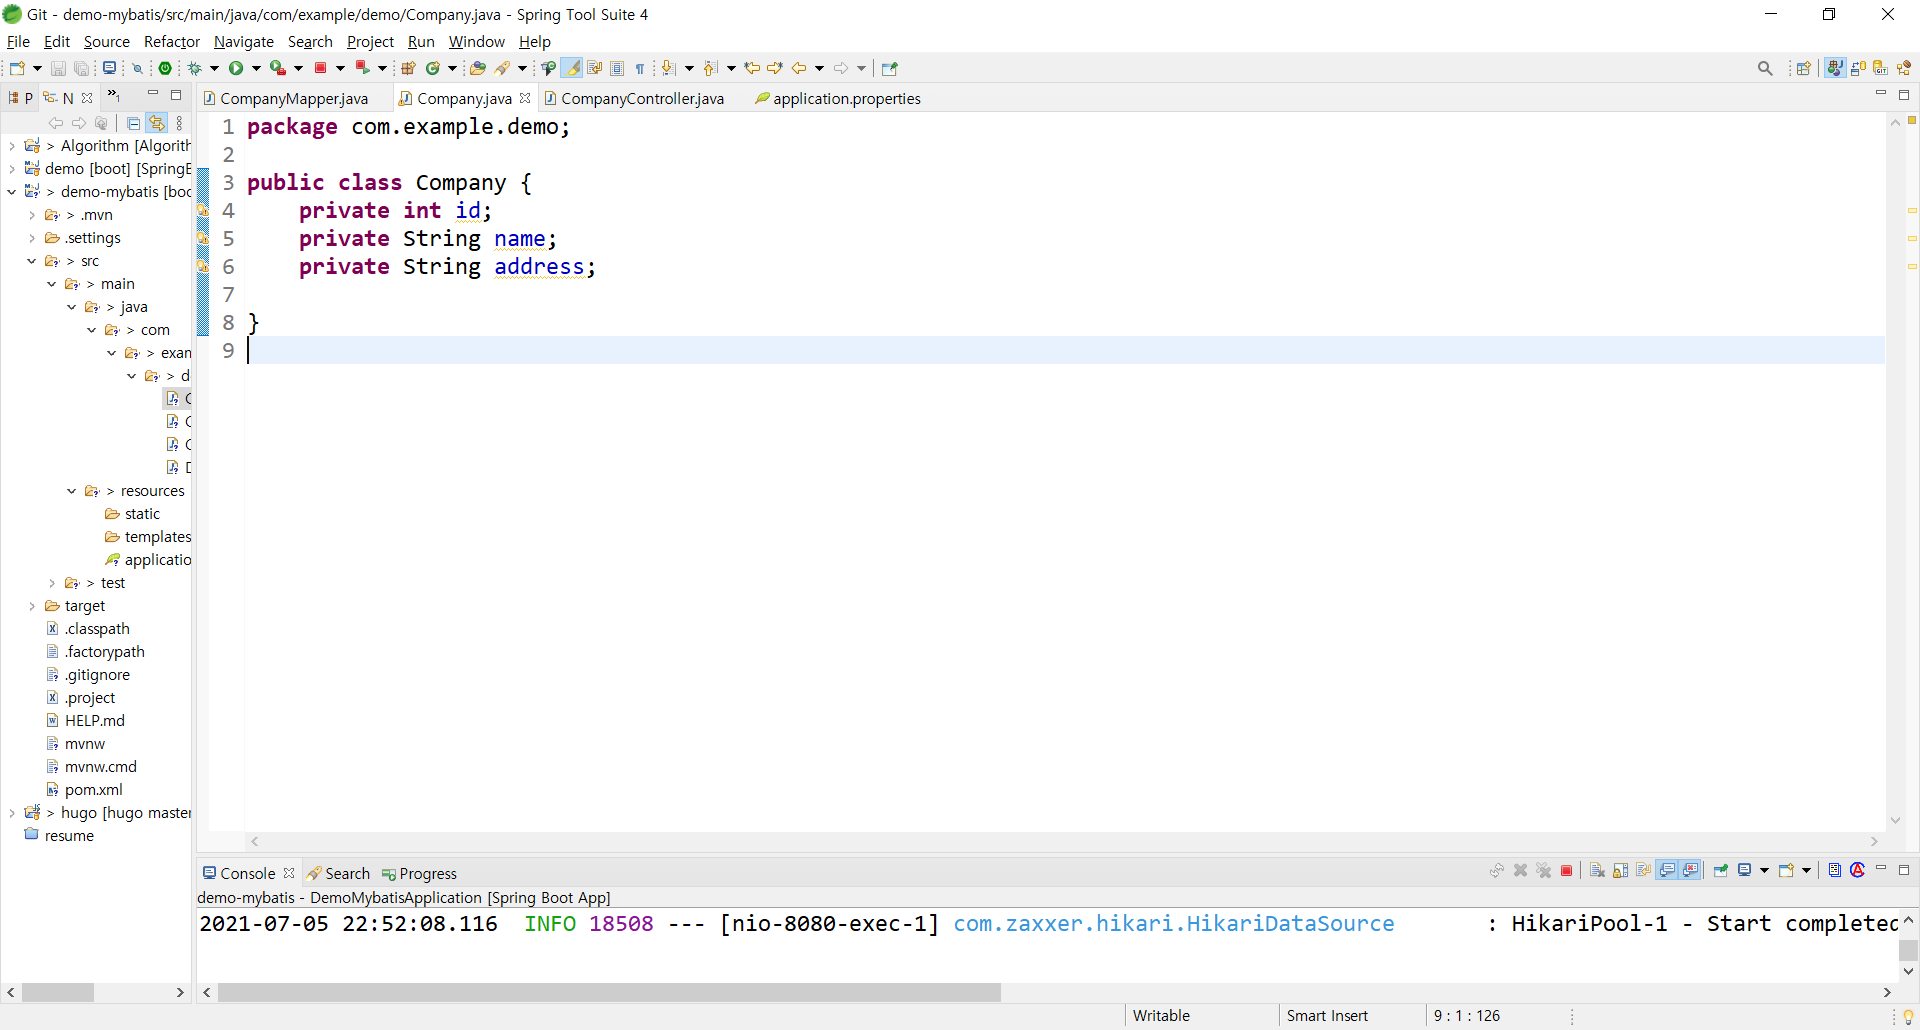 Git - demo-mybatis/src/main/java/com/example/demo/Company.java - Spring Tool Suite 4
File Edit Source Refactor Navigate Search Project Run Window Help
P N »1 CompanyMapper.java Company.java CompanyController.java application.properties
> Algorithm [Algorith
demo [boot] [SpringB
> demo-mybatis [boo
> .mvn
.settings
> src
> main
> java
> com
> exam
> d
C
C
C
D
> resources
static
templates
applicatio
> test
target
.classpath
.factorypath
.gitignore
.project
HELP.md
mvnw
mvnw.cmd
pom.xml
> hugo [hugo master
resume
1 package com.example.demo;
2
3 public class Company {
4 private int id;
5 private String name;
6 private String address;
7
8 }
9
Console Search Progress
demo-mybatis - DemoMybatisApplication [Spring Boot App]
2021-07-05 22:52:08.116 INFO 18508 --- [nio-8080-exec-1] com.zaxxer.hikari.HikariDataSource : HikariPool-1 - Start completed
Writable Smart Insert 9 : 1 : 126